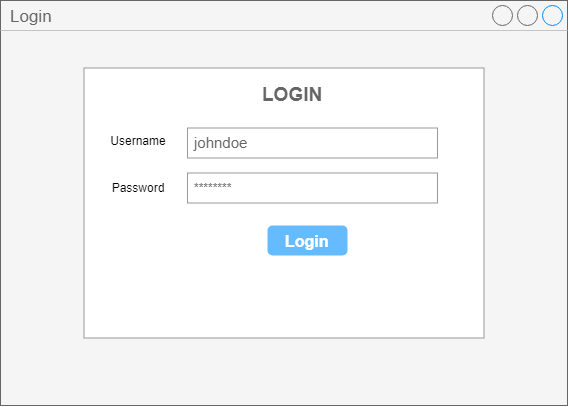 Login
LOGIN
Username
johndoe
Password
********
Login